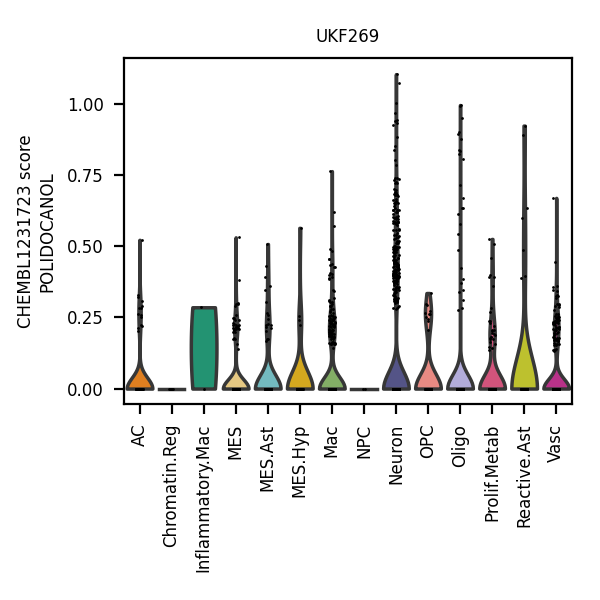 UKF269
CHEMBL1231723 score
POLIDOCANOL
1.00
0.75
0.50
0.25
0.00
AC
Chromatin.Reg
Inflammatory.Mac
MES
MES.Ast
MES.Hyp
Mac
NPC
Neuron
OPC
Oligo
Prolif.Metab
Reactive.Ast
Vasc